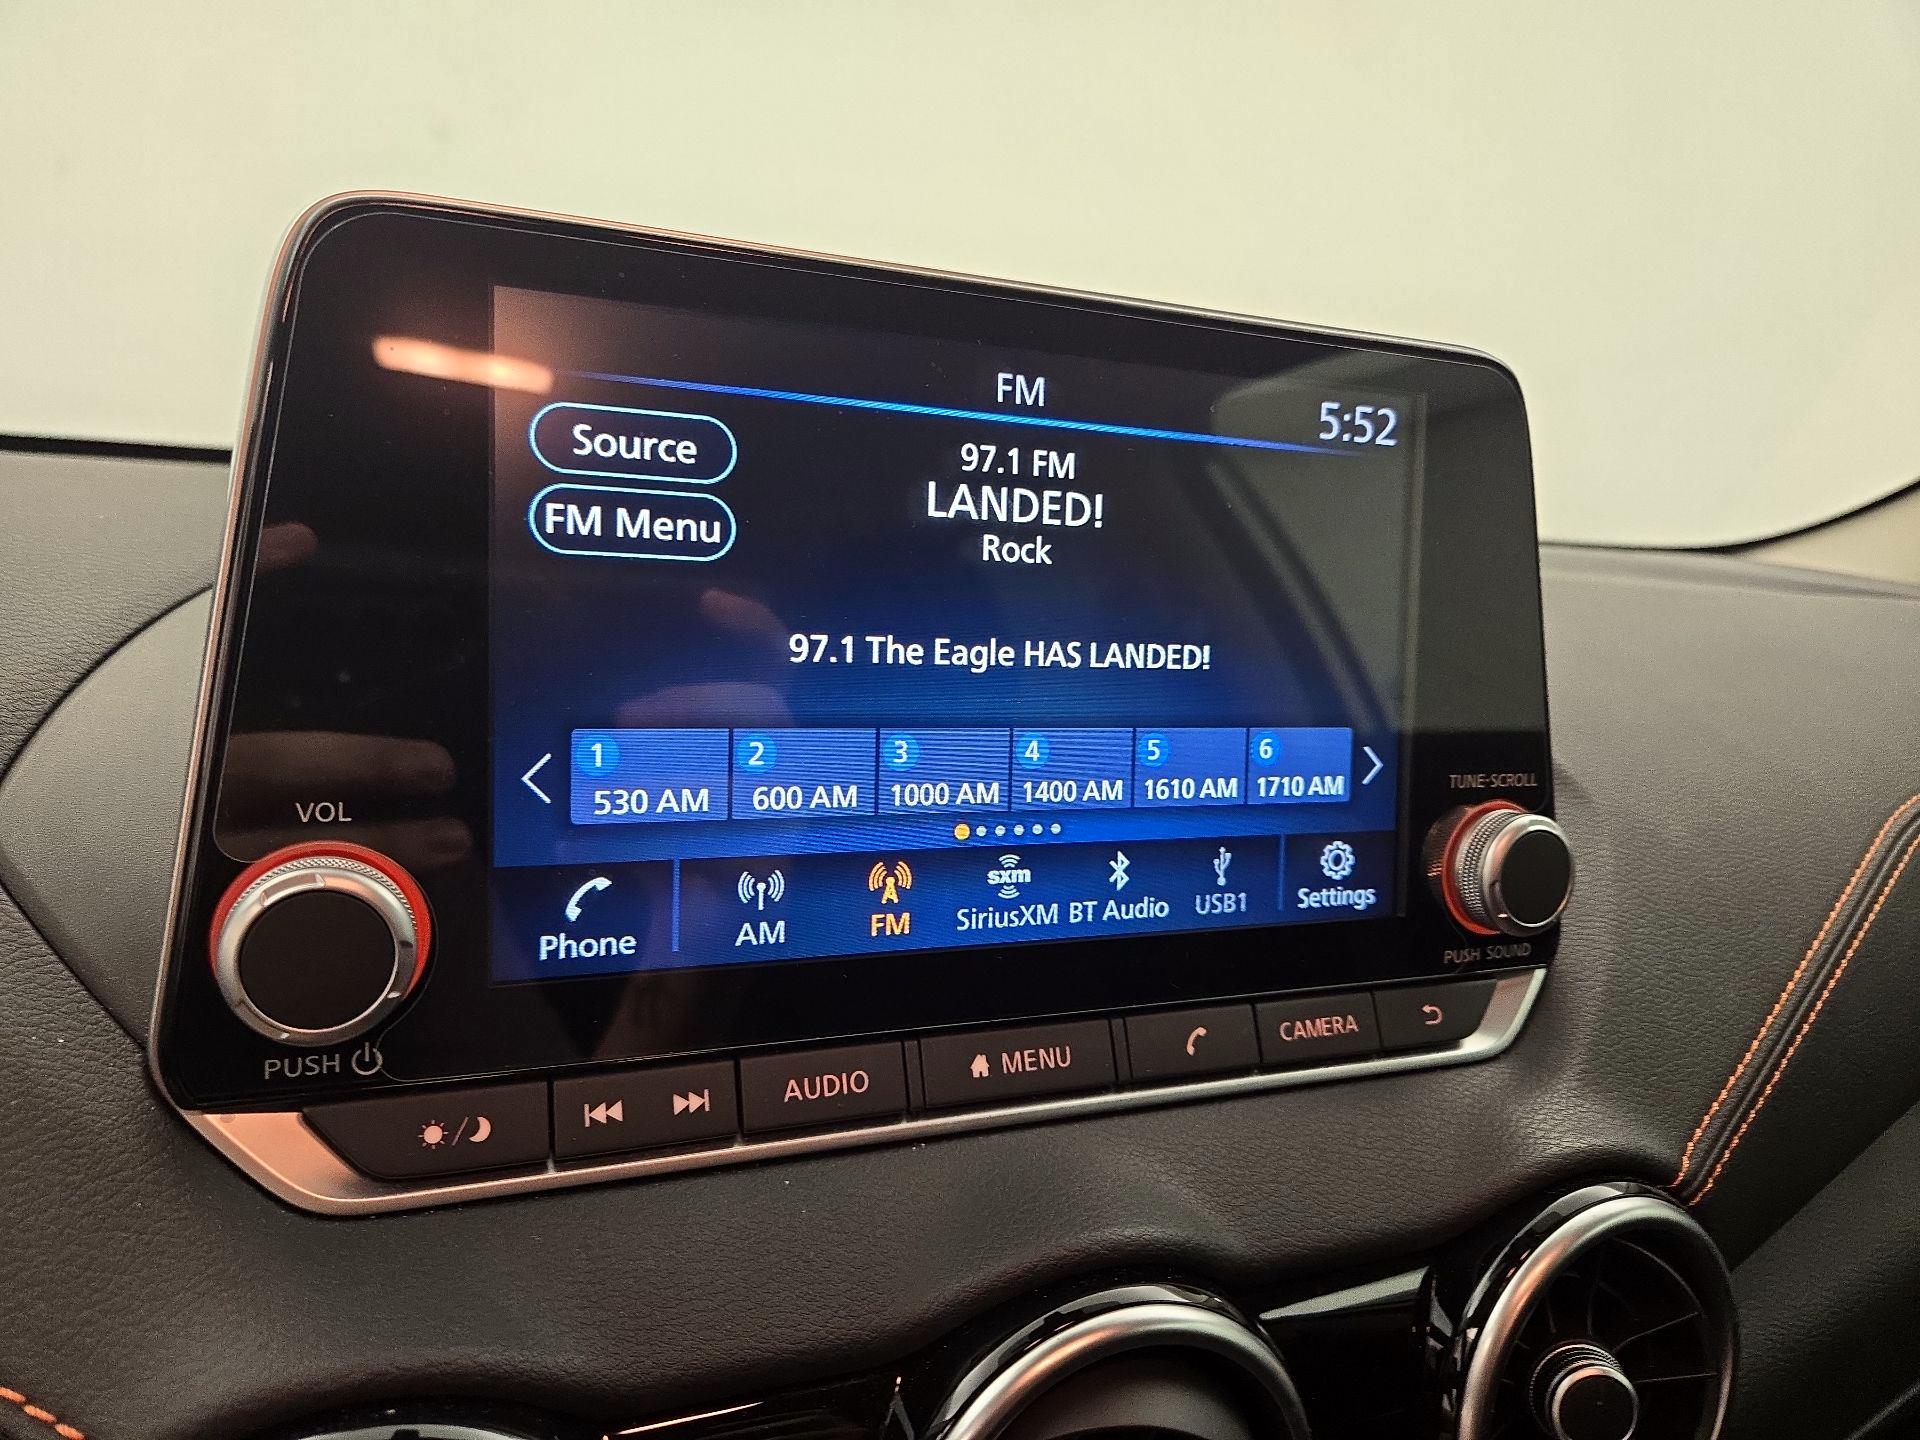 FM
5:52
Source
FM Menu
97.1 FM
LANDED!
Rock
97.1 The Eagle HAS LANDED!
1 2 3 4 5 6
530 AM 600 AM 1000 AM 1400 AM 1610 AM 1710 AM
sxm
Phone AM FM SiriusXM BT Audio USB1 Settings
VOL
PUSH
TUNE·SCROLL
PUSH SOUND
AUDIO MENU CAMERA